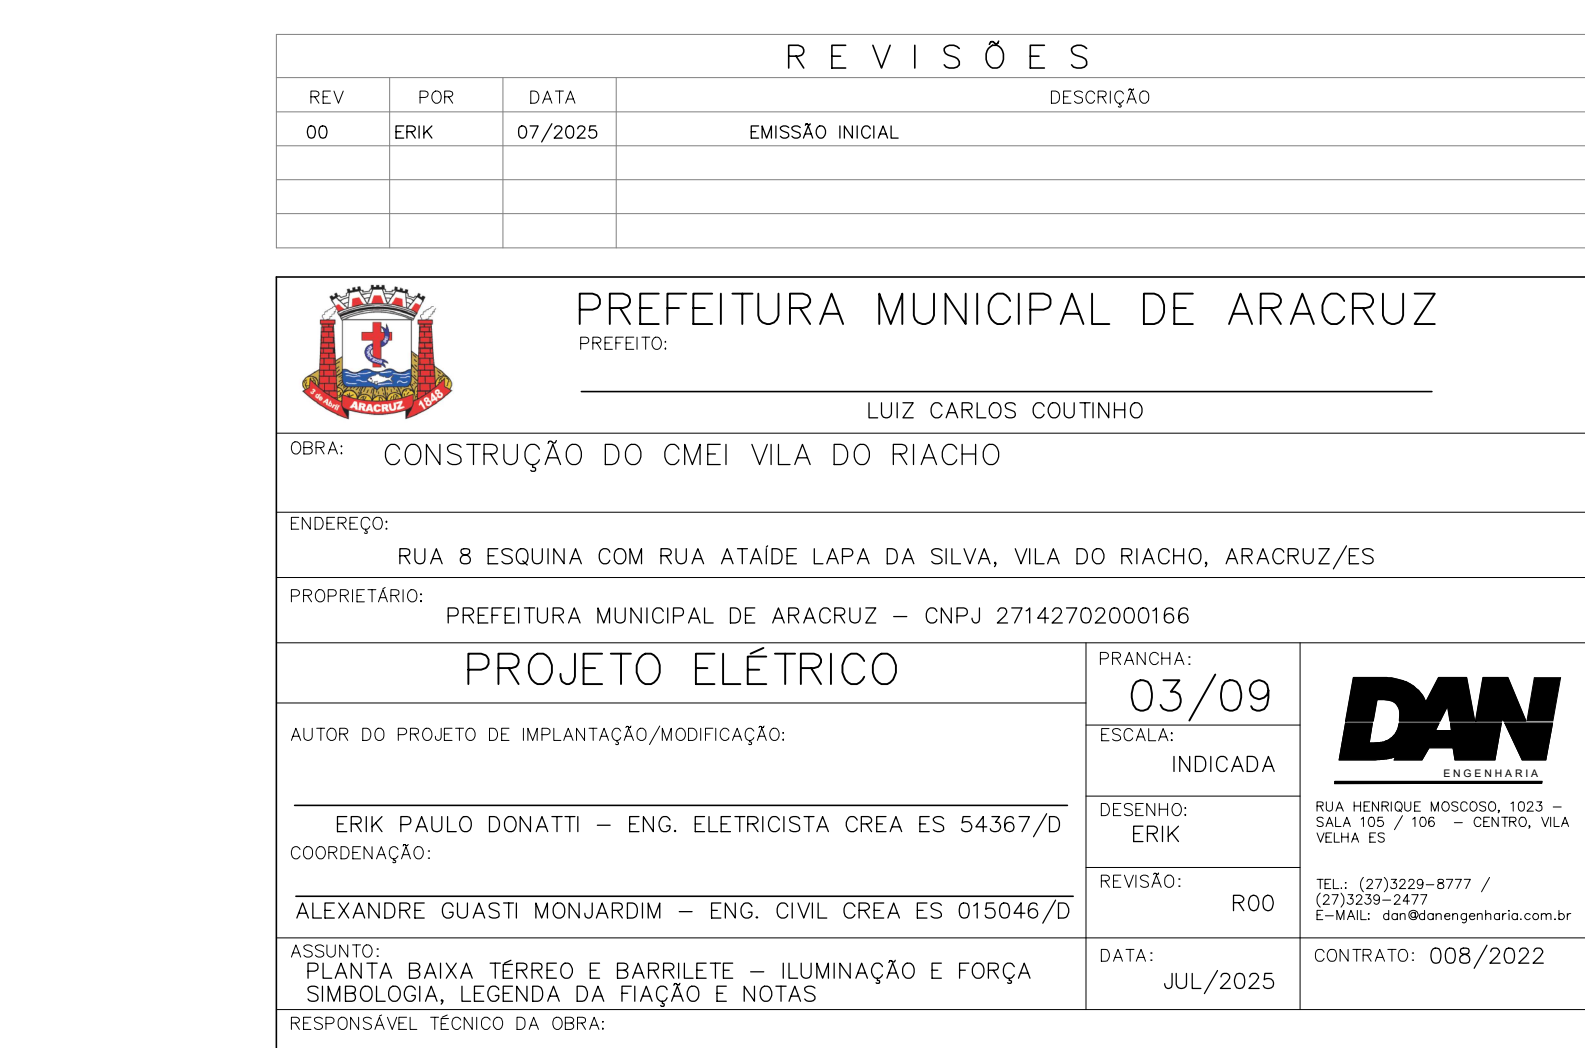 REVISÕES
REV POR DATA DESCRIÇÃO
00 ERIK 07/2025 EMISSÃO INICIAL
PREFEITURA MUNICIPAL DE ARACRUZ
PREFEITO:
3 de Abril ARACRUZ 1848
LUIZ CARLOS COUTINHO
OBRA: CONSTRUÇÃO DO CMEI VILA DO RIACHO
ENDEREÇO:
RUA 8 ESQUINA COM RUA ATAÍDE LAPA DA SILVA, VILA DO RIACHO, ARACRUZ/ES
PROPRIETÁRIO:
PREFEITURA MUNICIPAL DE ARACRUZ – CNPJ 27142702000166
PROJETO ELÉTRICO
AUTOR DO PROJETO DE IMPLANTAÇÃO/MODIFICAÇÃO:
ERIK PAULO DONATTI – ENG. ELETRICISTA CREA ES 54367/D
COORDENAÇÃO:
ALEXANDRE GUASTI MONJARDIM – ENG. CIVIL CREA ES 015046/D
PRANCHA:
03/09
ESCALA:
INDICADA
DESENHO:
ERIK
REVISÃO:
R00
DAN
ENGENHARIA
RUA HENRIQUE MOSCOSO, 1023 –
SALA 105 / 106 – CENTRO, VILA
VELHA ES
TEL.: (27)3229–8777 /
(27)3239–2477
E–MAIL: dan@danengenharia.com.br
ASSUNTO:
PLANTA BAIXA TÉRREO E BARRILETE – ILUMINAÇÃO E FORÇA
SIMBOLOGIA, LEGENDA DA FIAÇÃO E NOTAS
DATA:
JUL/2025
CONTRATO: 008/2022
RESPONSÁVEL TÉCNICO DA OBRA: